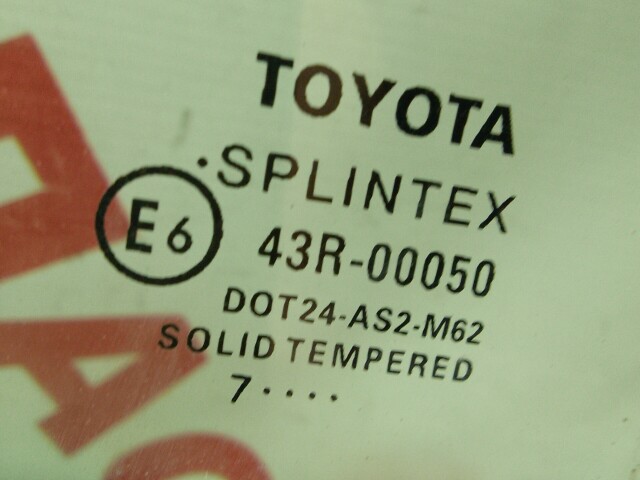 TOYOTA
·SPLINTEX
E6 43R-00050
DOT24-AS2-M62
SOLID TEMPERED
7····